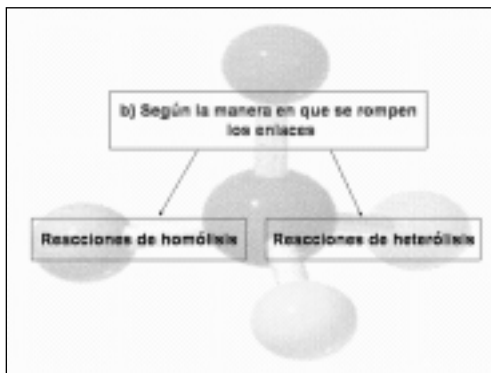 b) Según la manera en que se rompen
los enlaces
Reacciones de homólisis
Reacciones de heterólisis